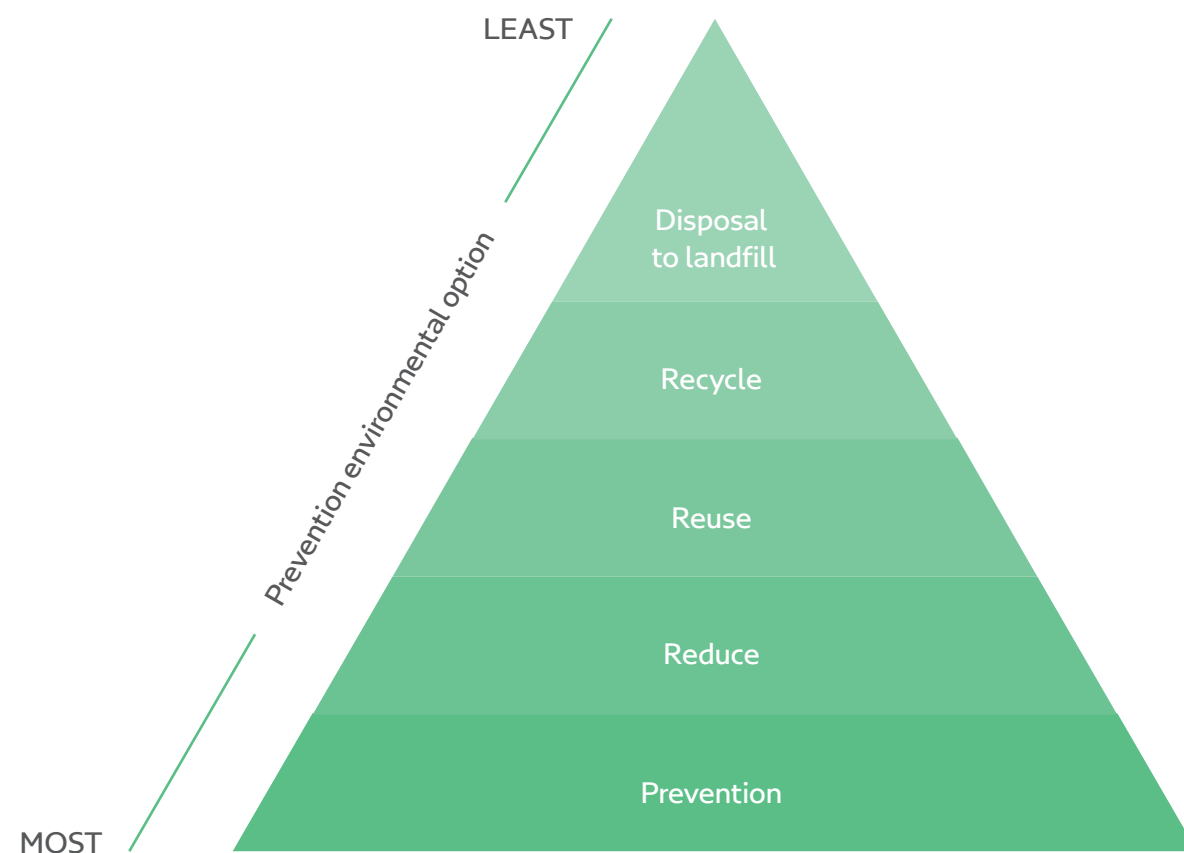 LEAST
Disposal
to landfill
Prevention environmental option
Recycle
Reuse
Reduce
Prevention
MOST